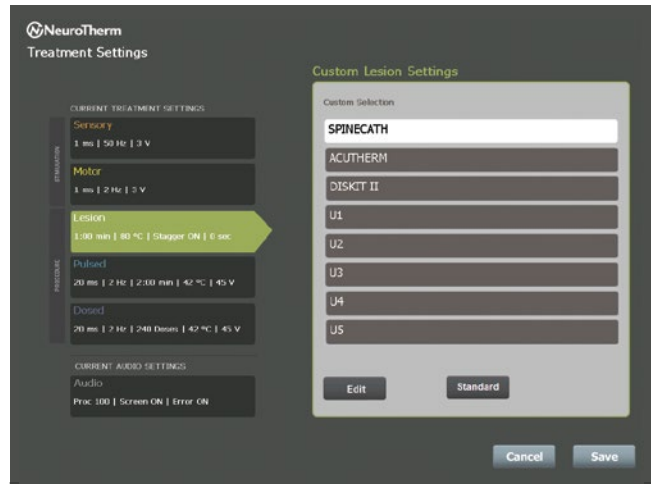 NeuroTherm
Treatment Settings
Custom Lesion Settings
CURRENT TREATMENT SETTINGS
STIMULATION
Sensory
1 ms | 50 Hz | 3 V
Motor
1 ms | 2 Hz | 3 V
PROCEDURE
Lesion
1:00 min | 80 °C | Stagger ON | 0 sec
Pulsed
20 ms | 2 Hz | 2:00 min | 42 °C | 45 V
Dosed
20 ms | 2 Hz | 240 Doses | 42 °C | 45 V
CURRENT AUDIO SETTINGS
Audio
Proc 100 | Screen ON | Error ON
Custom Selection
SPINECATH
ACUTHERM
DISKIT II
U1
U2
U3
U4
U5
Edit
Standard
Cancel
Save